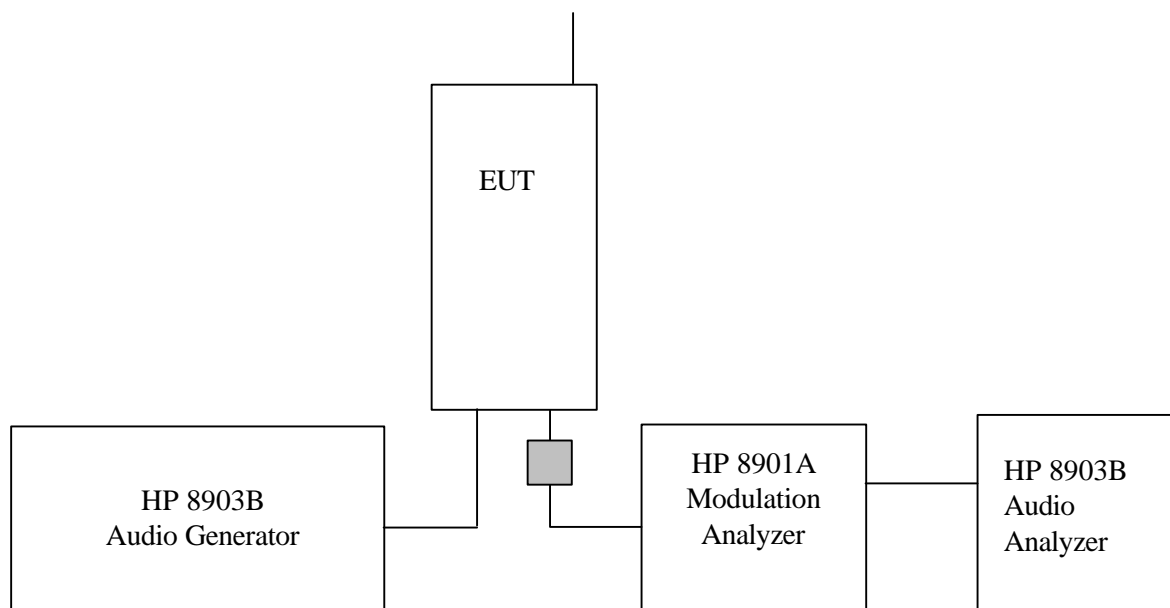 EUT
HP 8903B
Audio Generator
HP 8901A
Modulation
Analyzer
HP 8903B
Audio
Analyzer